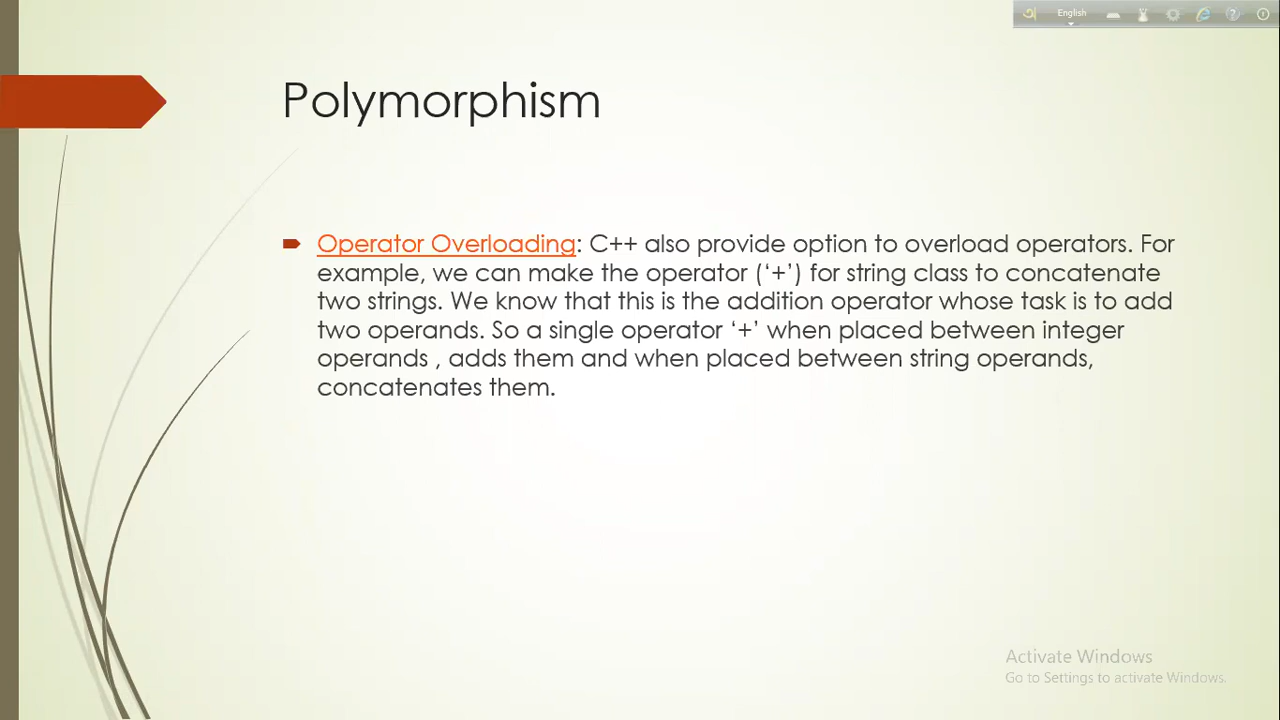 English
Polymorphism
Operator Overloading: C++ also provide option to overload operators. For
example, we can make the operator (‘+’) for string class to concatenate
two strings. We know that this is the addition operator whose task is to add
two operands. So a single operator ‘+’ when placed between integer
operands , adds them and when placed between string operands,
concatenates them.
Activate Windows
Go to Settings to activate Windows.